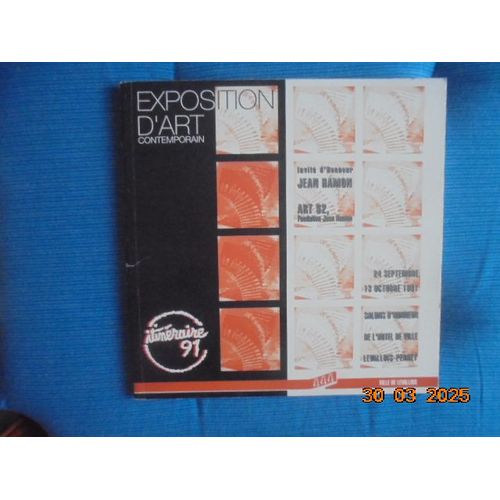 EXPOSITION
D'ART
CONTEMPORAIN
Invité d'Honneur
JEAN HAMON
ART 82,
Fondation Jean Hamon
24 SEPTEMBRE
13 OCTOBRE 1991
SALONS D'HONNEUR
DE L'HOTEL DE VILLE
LEVALLOIS-PERRET
itinéraire
91
VILLE DE LEVALLOIS
30 03 2025